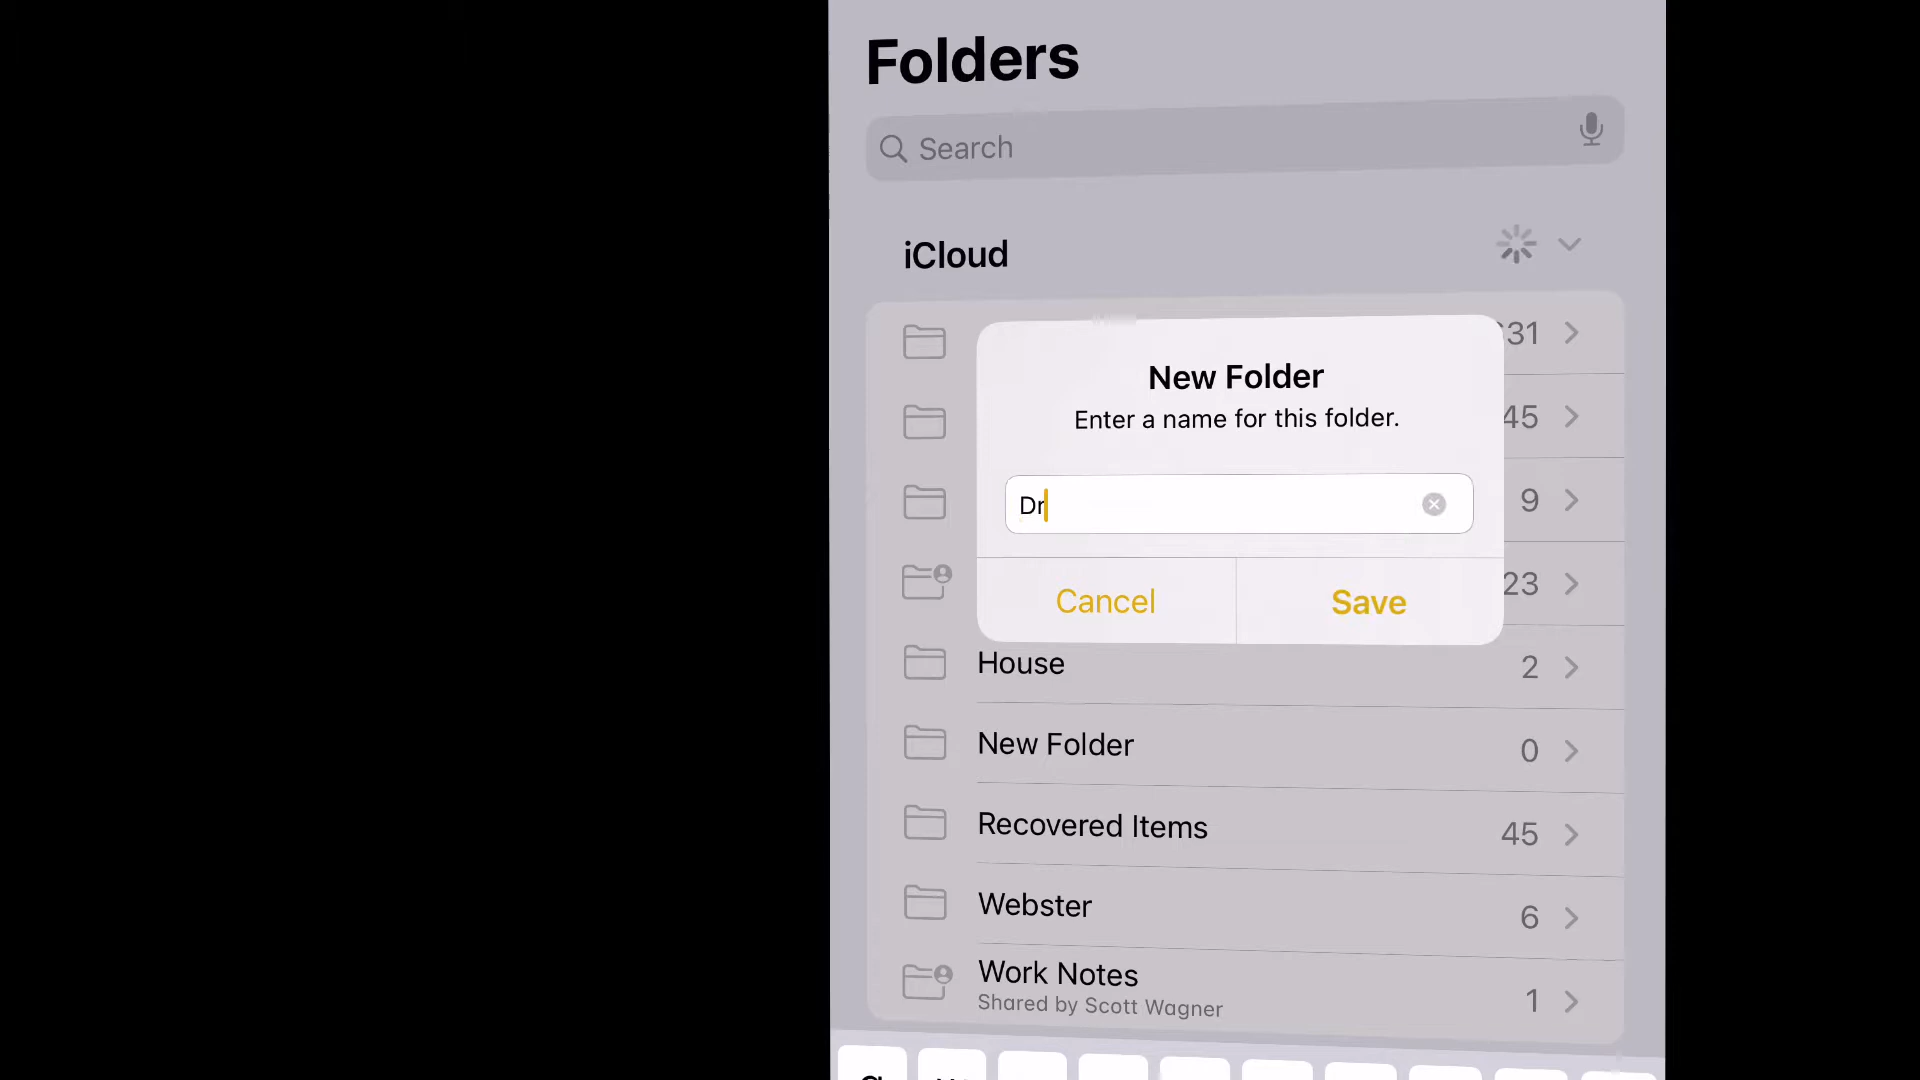 Folders
Search
iCloud
New Folder
Enter a name for this folder.
Dr
Cancel
Save
31
45
9
23
House 2
New Folder 0
Recovered Items 45
Webster 6
Work Notes
Shared by Scott Wagner
1